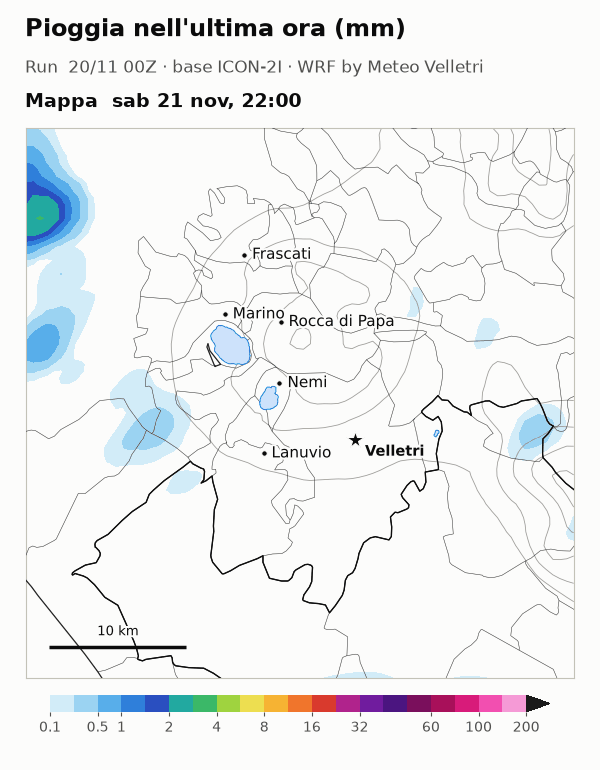 Pioggia nell'ultima ora (mm)
Run  20/11 00Z · base ICON-2I · WRF by Meteo Velletri
Mappa  sab 21 nov, 22:00
Frascati
Marino
Rocca di Papa
Nemi
Lanuvio
Velletri
10 km
0.1 0.5 1 2 4 8 16 32 60 100 200